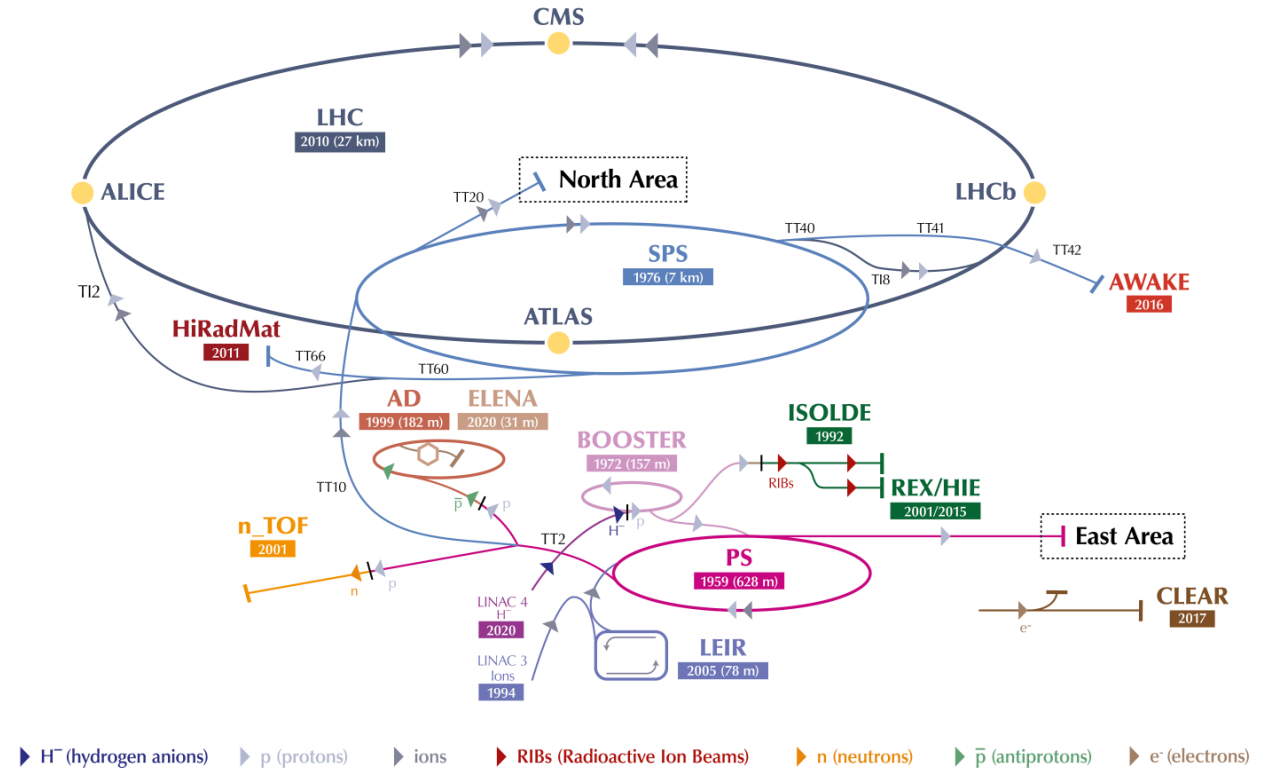 CMS
LHC
2010 (27 km)
North Area
ALICE
LHCb
TT20
TT40
TT41
SPS
TT42
1976 (7 km)
TI8
AWAKE
TI2
2016
ATLAS
HiRadMat
2011
TT66
TT60
AD
ELENA
1999 (182 m)
2020 (31 m)
ISOLDE
1992
BOOSTER
1972 (157 m)
RIBs
TT10
REX/HIE
p̅
p
2001/2015
n_TOF
H⁻
p
2001
TT2
East Area
PS
1959 (628 m)
n
p
LINAC 4
H⁻
2020
CLEAR
2017
e⁻
LEIR
2005 (78 m)
LINAC 3
Ions
1994
H⁻ (hydrogen anions)
p (protons)
ions
RIBs (Radioactive Ion Beams)
n (neutrons)
p̅ (antiprotons)
e⁻ (electrons)